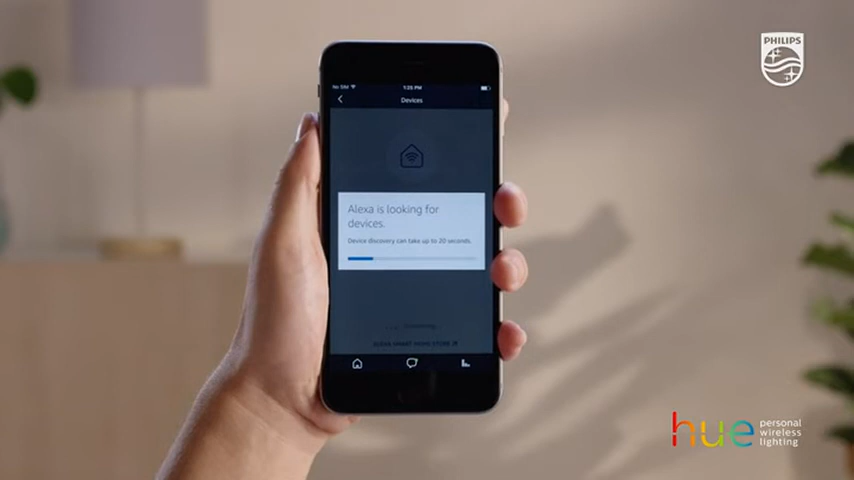 PHILIPS
No SIM
1:25 PM
Devices
Alexa is looking for
devices.
Device discovery can take up to 20 seconds.
ALEXA SMART HOME STORE
hue
personal
wireless
lighting